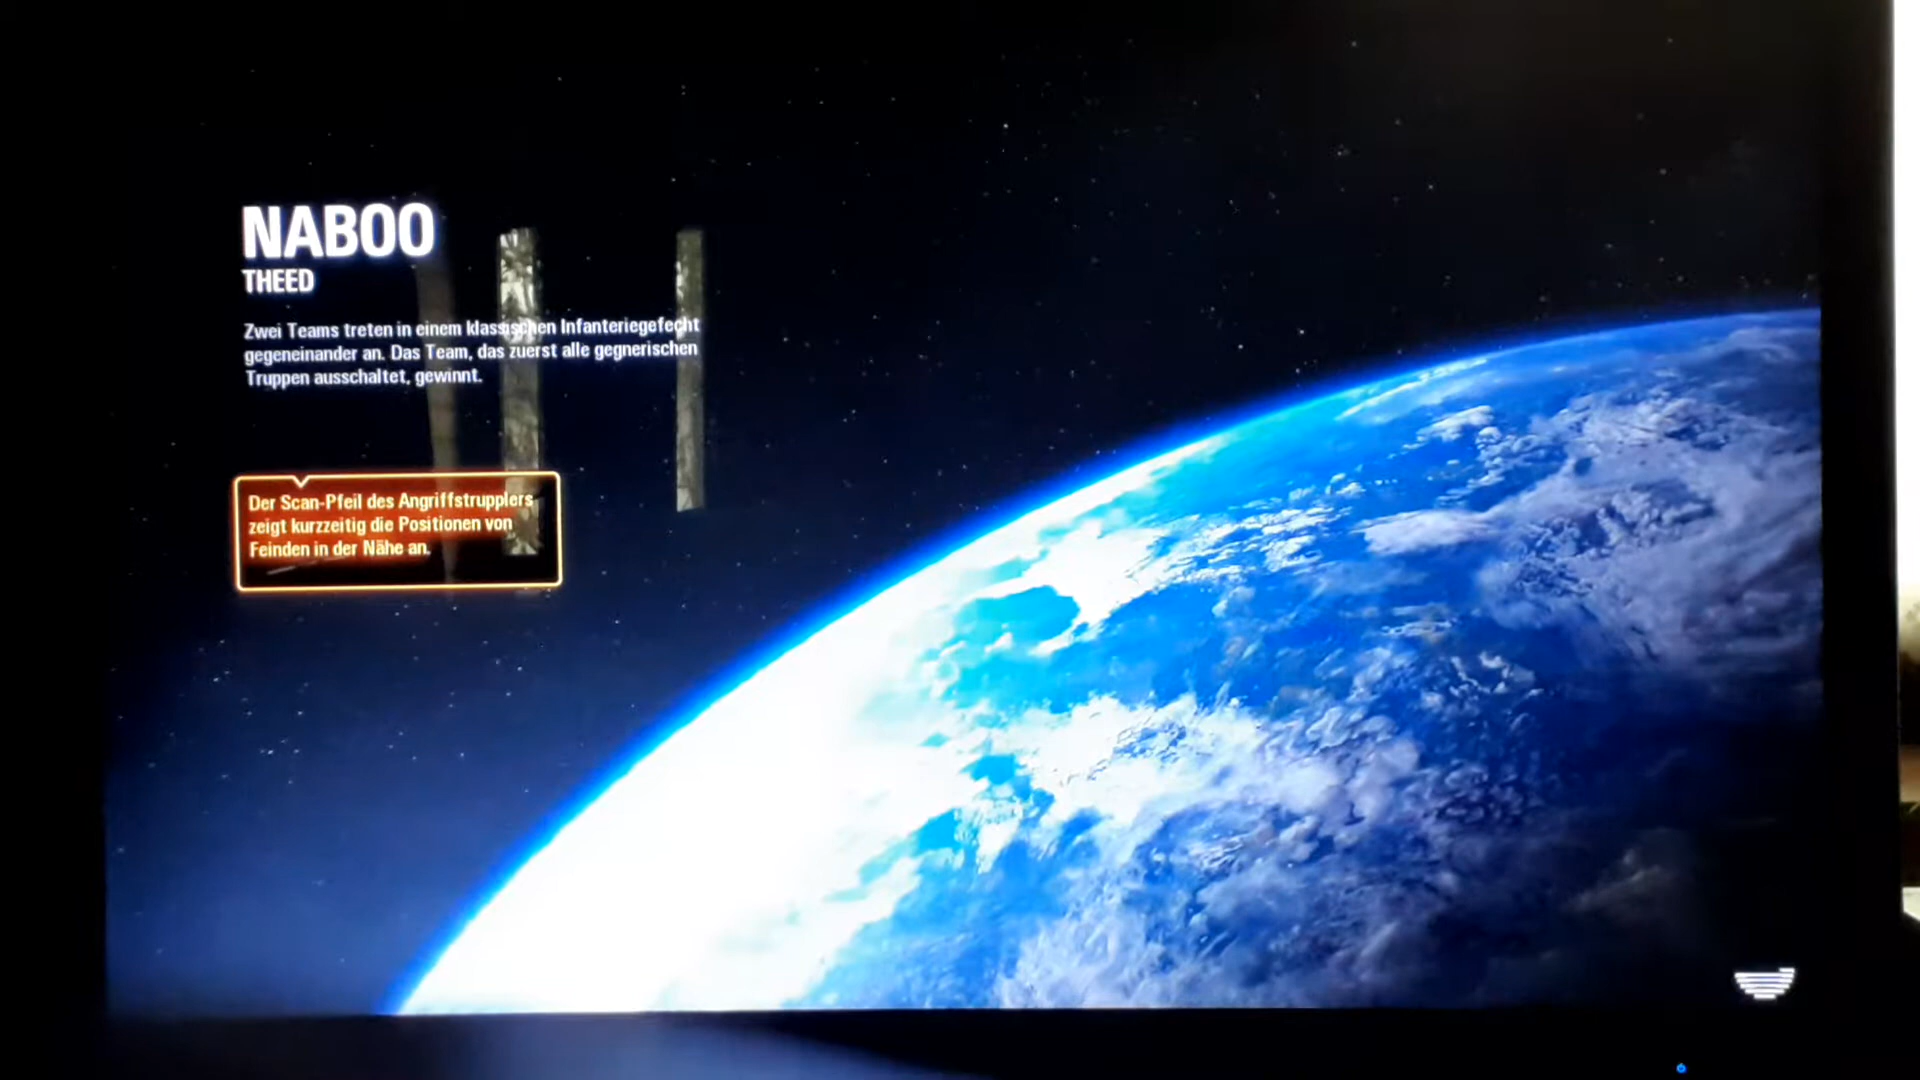 NABOO
THEED
Zwei Teams treten in einem klassischen Infanteriegefecht
gegeneinander an. Das Team, das zuerst alle gegnerischen
Truppen ausschaltet, gewinnt.
Der Scan-Pfeil des Angriffstrupplers
zeigt kurzzeitig die Positionen von
Feinden in der Nähe an.